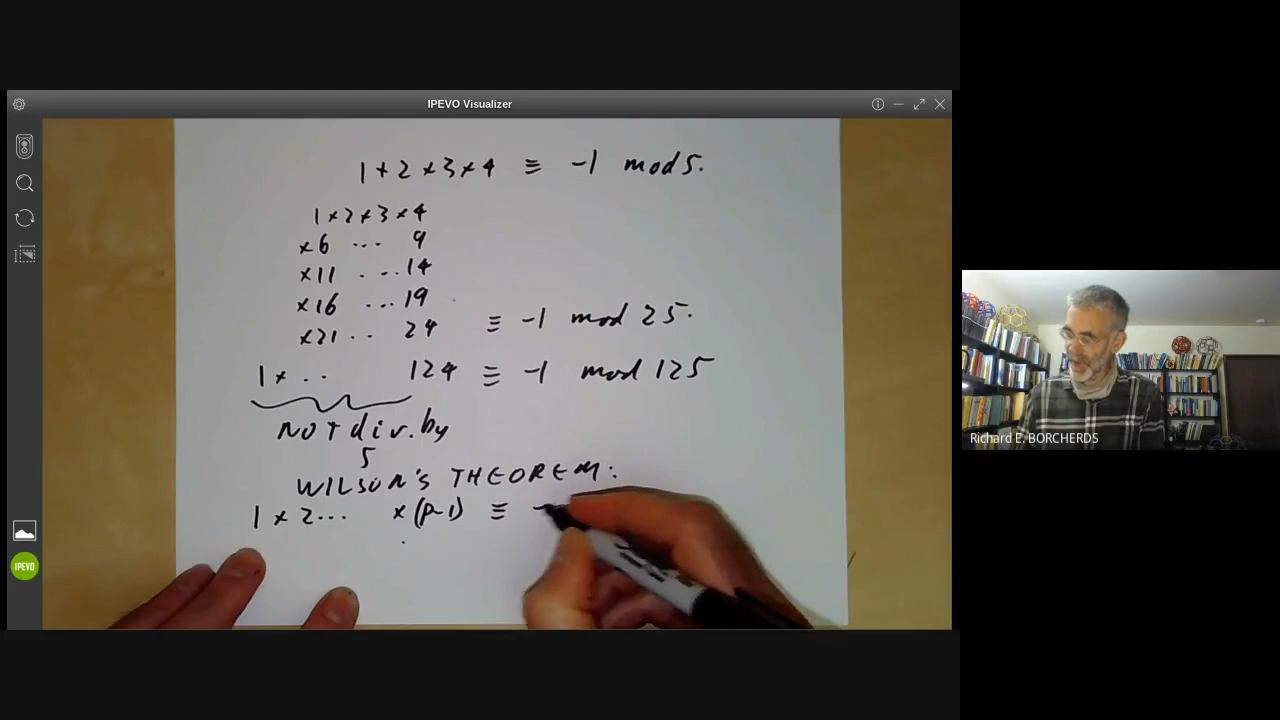 IPEVO Visualizer
1 + 2 × 3 × 4 ≡ -1 mod 5.
1 × 2 × 3 × 4
× 6 ... 9
× 11 ... 14
× 16 ... 19
× 21 .. 24 ≡ -1 mod 25.
1 × .. 124 ≡ -1 mod 125
NOT div. by
5
WILSON'S THEOREM:
1 × 2 ... × (p-1) ≡ -
Richard E. BORCHERDS
IPEVO